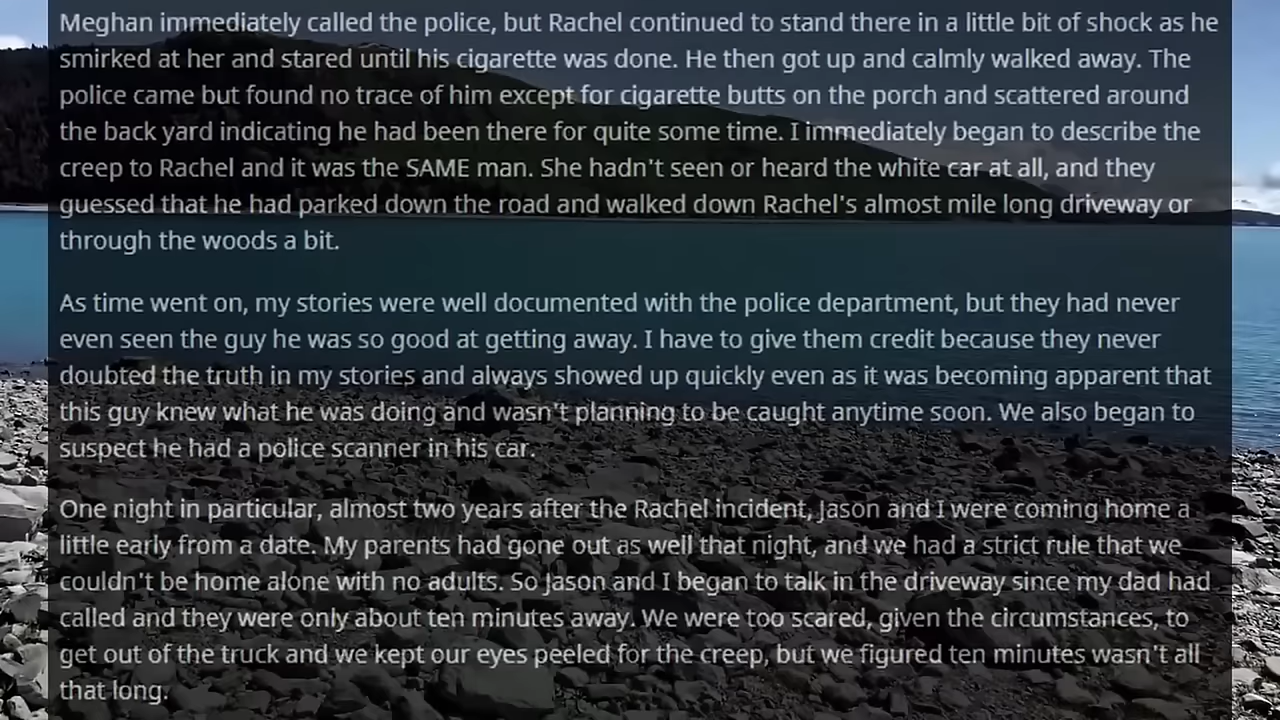 Meghan immediately called the police, but Rachel continued to stand there in a little bit of shock as he
smirked at her and stared until his cigarette was done. He then got up and calmly walked away. The
police came but found no trace of him except for cigarette butts on the porch and scattered around
the back yard indicating he had been there for quite some time. I immediately began to describe the
creep to Rachel and it was the SAME man. She hadn't seen or heard the white car at all, and they
guessed that he had parked down the road and walked down Rachel's almost mile long driveway or
through the woods a bit.
As time went on, my stories were well documented with the police department, but they had never
even seen the guy he was so good at getting away. I have to give them credit because they never
doubted the truth in my stories and always showed up quickly even as it was becoming apparent that
this guy knew what he was doing and wasn't planning to be caught anytime soon. We also began to
suspect he had a police scanner in his car.
One night in particular, almost two years after the Rachel incident, Jason and I were coming home a
little early from a date. My parents had gone out as well that night, and we had a strict rule that we
couldn't be home alone with no adults. So Jason and I began to talk in the driveway since my dad had
called and they were only about ten minutes away. We were too scared, given the circumstances, to
get out of the truck and we kept our eyes peeled for the creep, but we figured ten minutes wasn't all
that long.